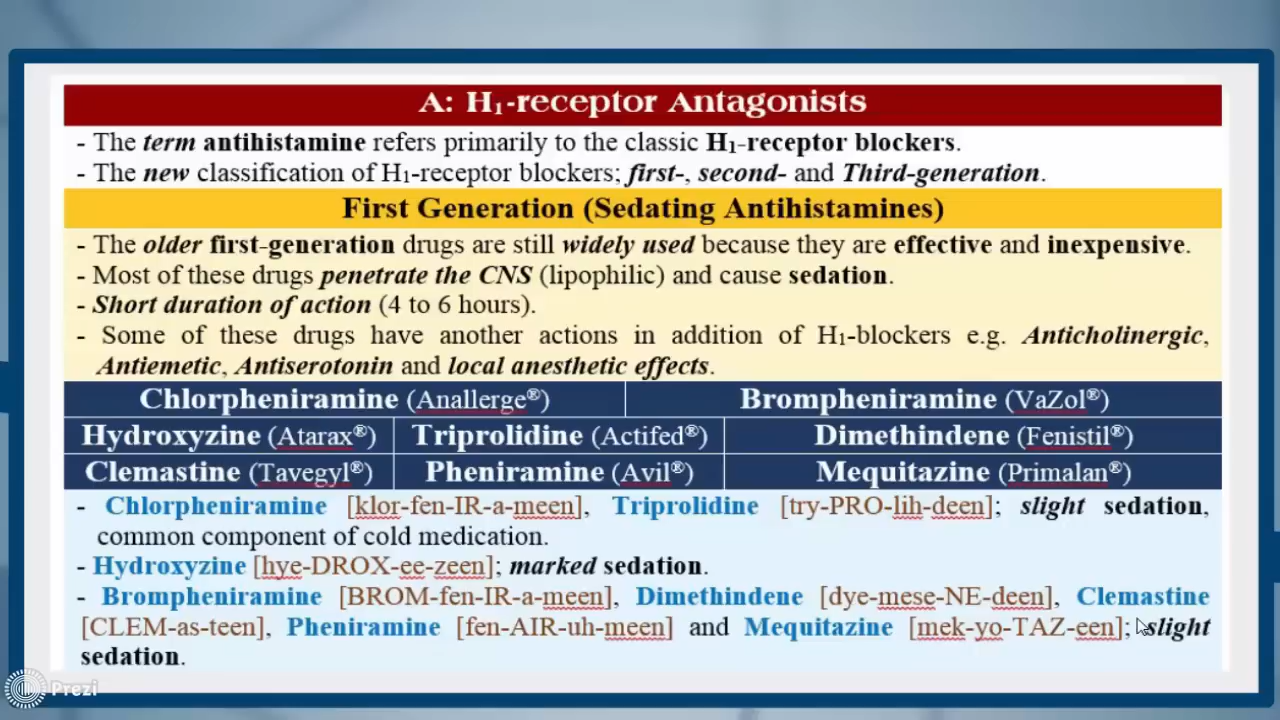 A: H₁-receptor Antagonists
- The term antihistamine refers primarily to the classic H₁-receptor blockers.
- The new classification of H₁-receptor blockers; first-, second- and Third-generation.
First Generation (Sedating Antihistamines)
- The older first-generation drugs are still widely used because they are effective and inexpensive.
- Most of these drugs penetrate the CNS (lipophilic) and cause sedation.
- Short duration of action (4 to 6 hours).
- Some of these drugs have another actions in addition of H₁-blockers e.g. Anticholinergic,
Antiemetic, Antiserotonin and local anesthetic effects.
Chlorpheniramine (Anallerge®) Brompheniramine (VaZol®)
Hydroxyzine (Atarax®) Triprolidine (Actifed®) Dimethindene (Fenistil®)
Clemastine (Tavegyl®) Pheniramine (Avil®) Mequitazine (Primalan®)
- Chlorpheniramine [klor-fen-IR-a-meen], Triprolidine [try-PRO-lih-deen]; slight sedation,
common component of cold medication.
- Hydroxyzine [hye-DROX-ee-zeen]; marked sedation.
- Brompheniramine [BROM-fen-IR-a-meen], Dimethindene [dye-mese-NE-deen], Clemastine
[CLEM-as-teen], Pheniramine [fen-AIR-uh-meen] and Mequitazine [mek-yo-TAZ-een]; slight
sedation.
Prezi